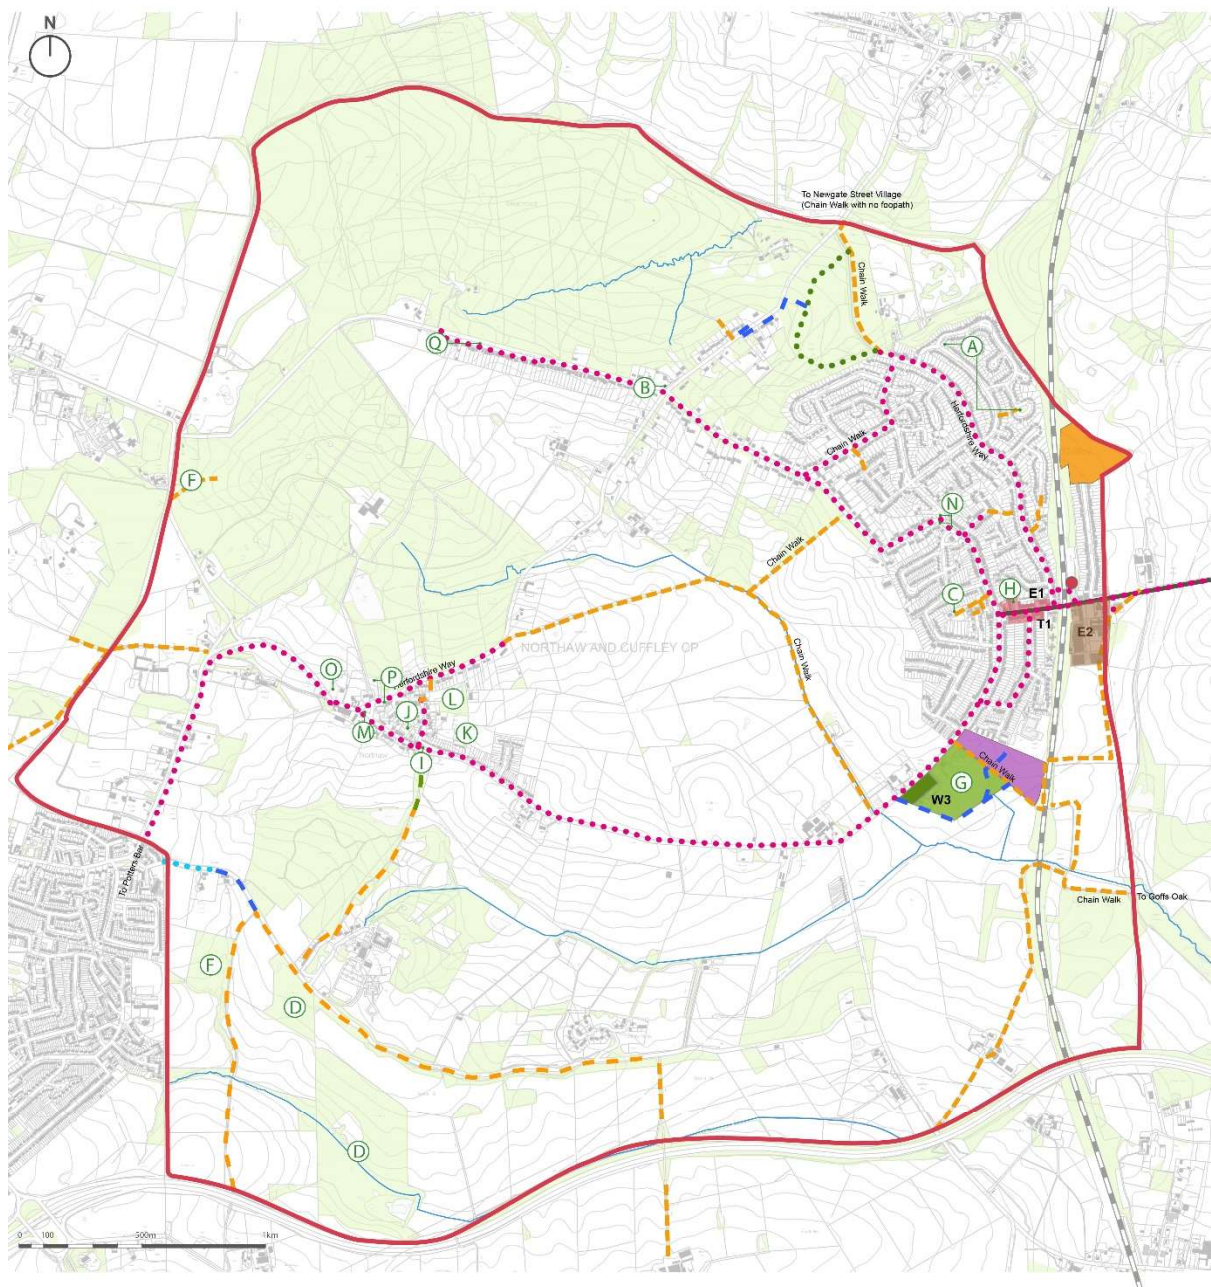 N
To Newgate Street Village
(Chain Walk with no foopath)
Chain Walk
A
Q
B
Hertfordshire Way
Chain Walk
F
N
Chain Walk
C
H
E1
T1
E2
NORTHAW AND CUFFLEY CP
Chain Walk
O
P
Hertfordshire Way
L
J
M
K
I
Chain Walk
G
W3
To Potters Bar
Chain Walk
To Goffs Oak
F
D
D
0 100 500m 1km